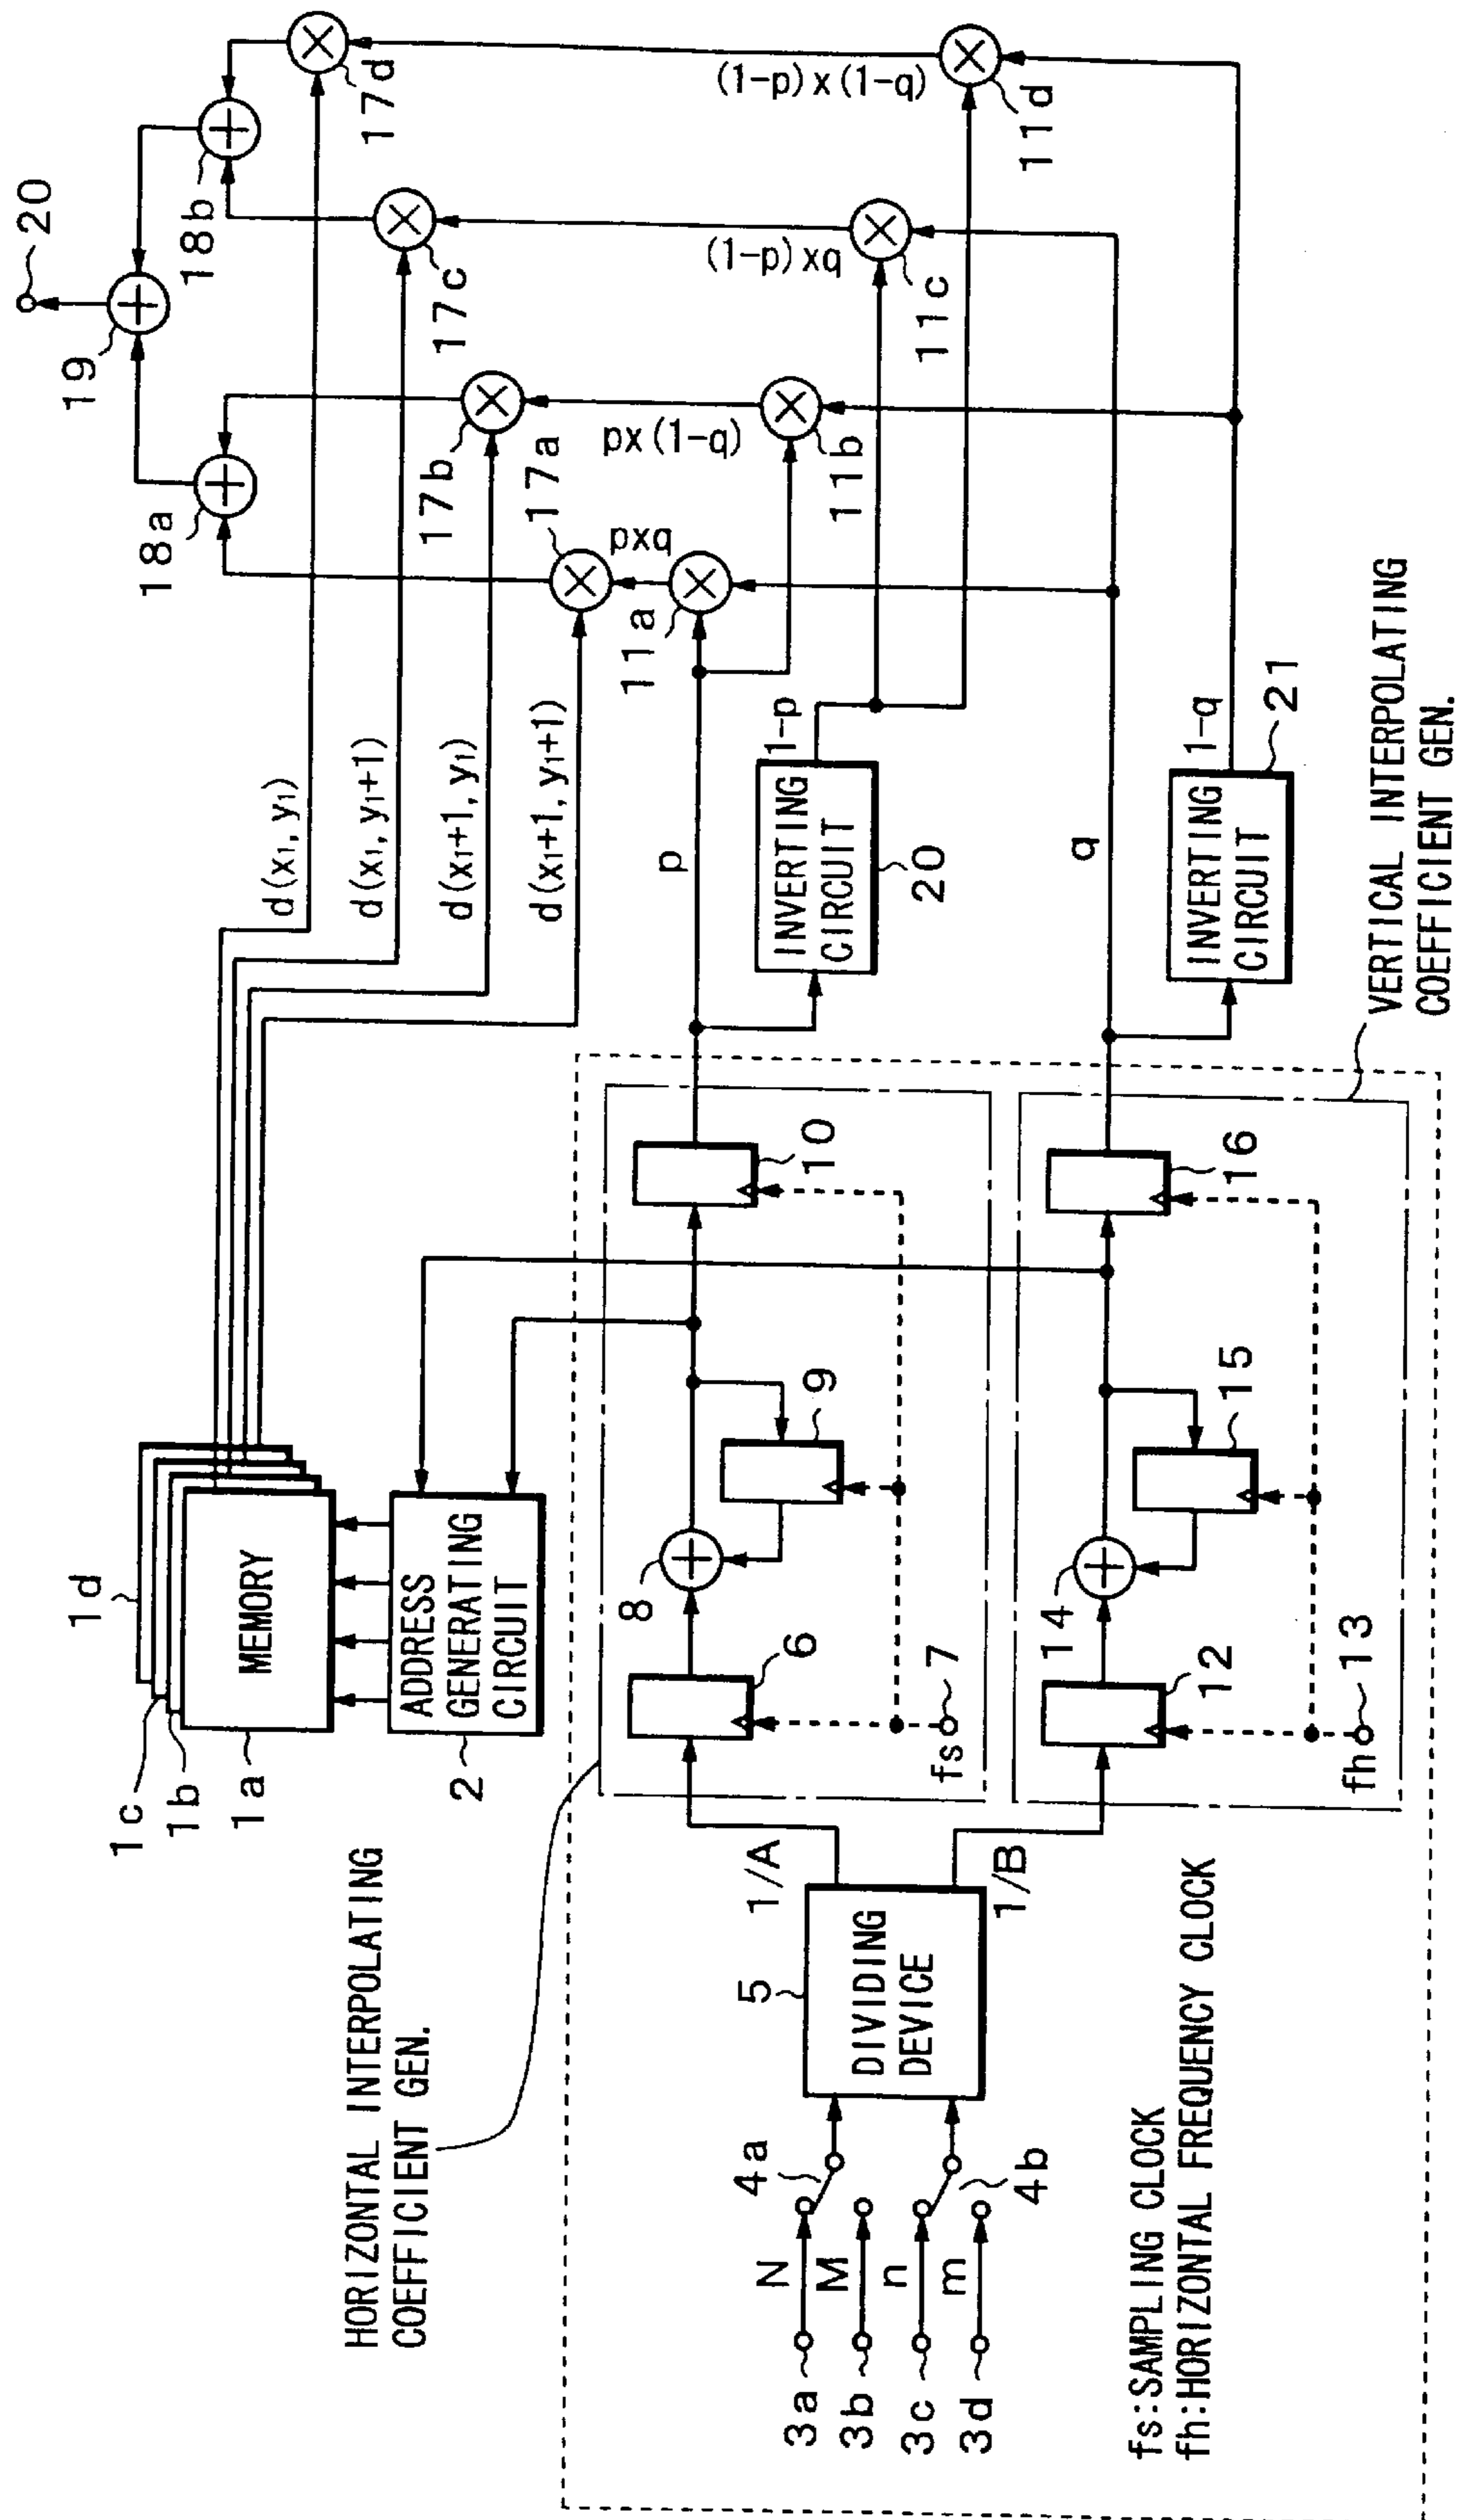 1d
1c
1b
1a
MEMORY
2
ADDRESS
GENERATING
CIRCUIT
d(x1, y1)
d(x1, y1+1)
d(x1+1, y1)
d(x1+1, y1+1)
20
19
18a
18b
17a
17b
17c
17d
HORIZONTAL INTERPOLATING
COEFFICIENT GEN.
3a
N
3b
M
3c
n
3d
m
4a
4b
5
DIVIDING
DEVICE
1/A
1/B
6
fs
7
8
9
10
p
INVERTING
CIRCUIT
20
1-p
11a
pxq
11b
px(1-q)
11c
(1-p)xq
11d
(1-p)x(1-q)
12
fh
13
14
15
16
q
INVERTING
CIRCUIT
21
1-q
VERTICAL INTERPOLATING
COEFFICIENT GEN.
fs:SAMPLING CLOCK
fh:HORIZONTAL FREQUENCY CLOCK